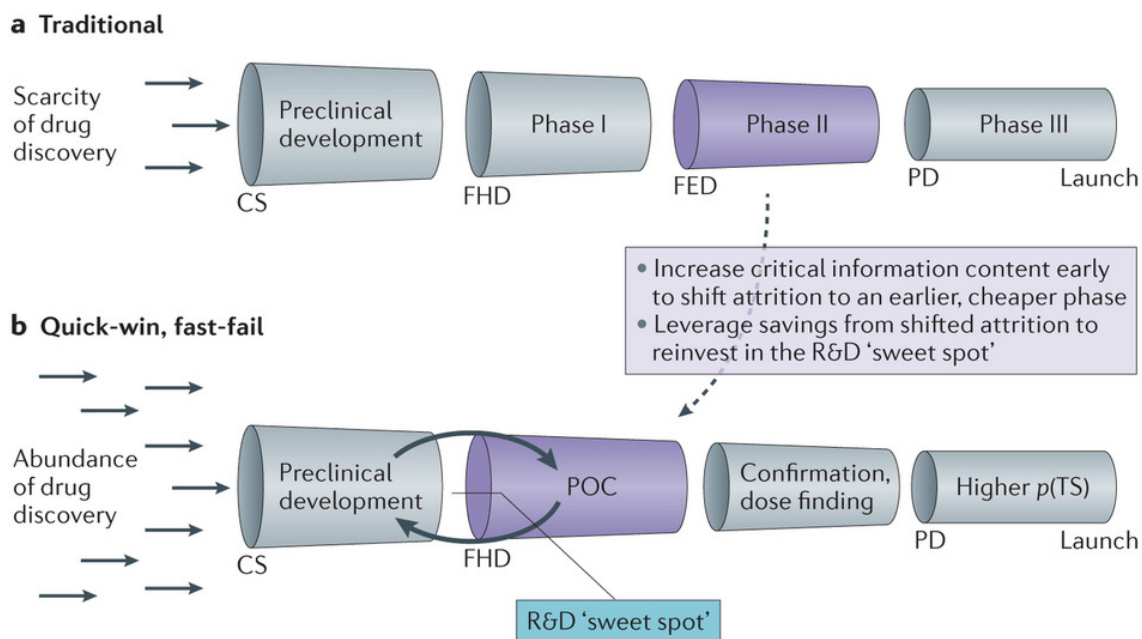 a Traditional
Scarcity
of drug
discovery
Preclinical
development
Phase I
Phase II
Phase III
CS
FHD
FED
PD
Launch
• Increase critical information content early
to shift attrition to an earlier, cheaper phase
• Leverage savings from shifted attrition to
reinvest in the R&D ‘sweet spot’
b Quick-win, fast-fail
Abundance
of drug
discovery
Preclinical
development
POC
Confirmation,
dose finding
Higher p(TS)
CS
FHD
PD
Launch
R&D ‘sweet spot’